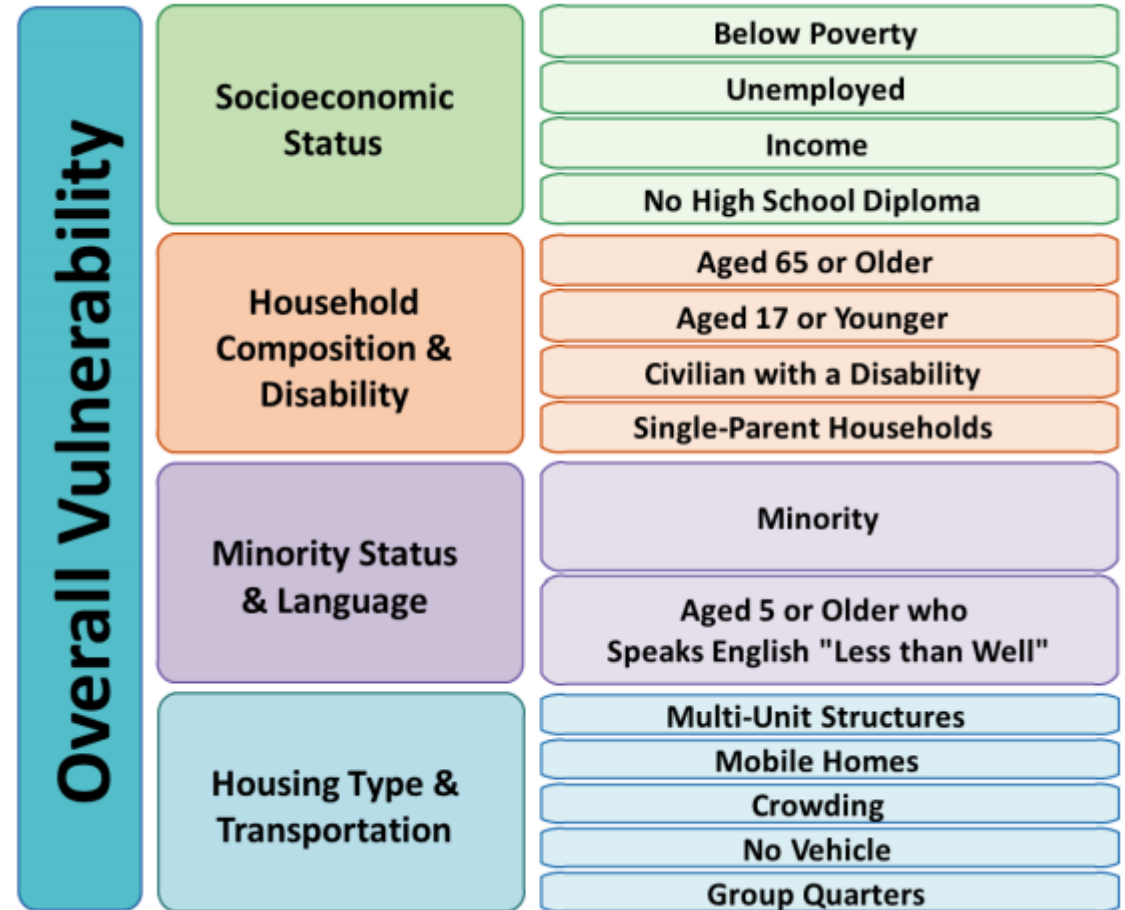 Overall Vulnerability
Socioeconomic
Status
Below Poverty
Unemployed
Income
No High School Diploma
Household
Composition &
Disability
Aged 65 or Older
Aged 17 or Younger
Civilian with a Disability
Single-Parent Households
Minority Status
& Language
Minority
Aged 5 or Older who
Speaks English "Less than Well"
Housing Type &
Transportation
Multi-Unit Structures
Mobile Homes
Crowding
No Vehicle
Group Quarters